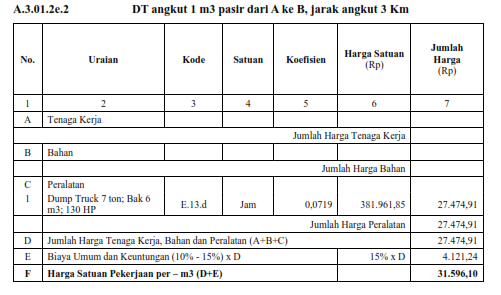 A.3.01.2e.2 DT angkut 1 m3 pasir dari A ke B, jarak angkut 3 Km
No. Uraian Kode Satuan Koefisien Harga Satuan (Rp) Jumlah Harga (Rp)
1 2 3 4 5 6 7
A Tenaga Kerja
Jumlah Harga Tenaga Kerja
B Bahan
Jumlah Harga Bahan
C Peralatan
1 Dump Truck 7 ton; Bak 6 m3; 130 HP E.13.d Jam 0,0719 381.961,85 27.474,91
Jumlah Harga Peralatan 27.474,91
D Jumlah Harga Tenaga Kerja, Bahan dan Peralatan (A+B+C) 27.474,91
E Biaya Umum dan Keuntungan (10% - 15%) x D 15% x D 4.121,24
F Harga Satuan Pekerjaan per – m3 (D+E) 31.596,10